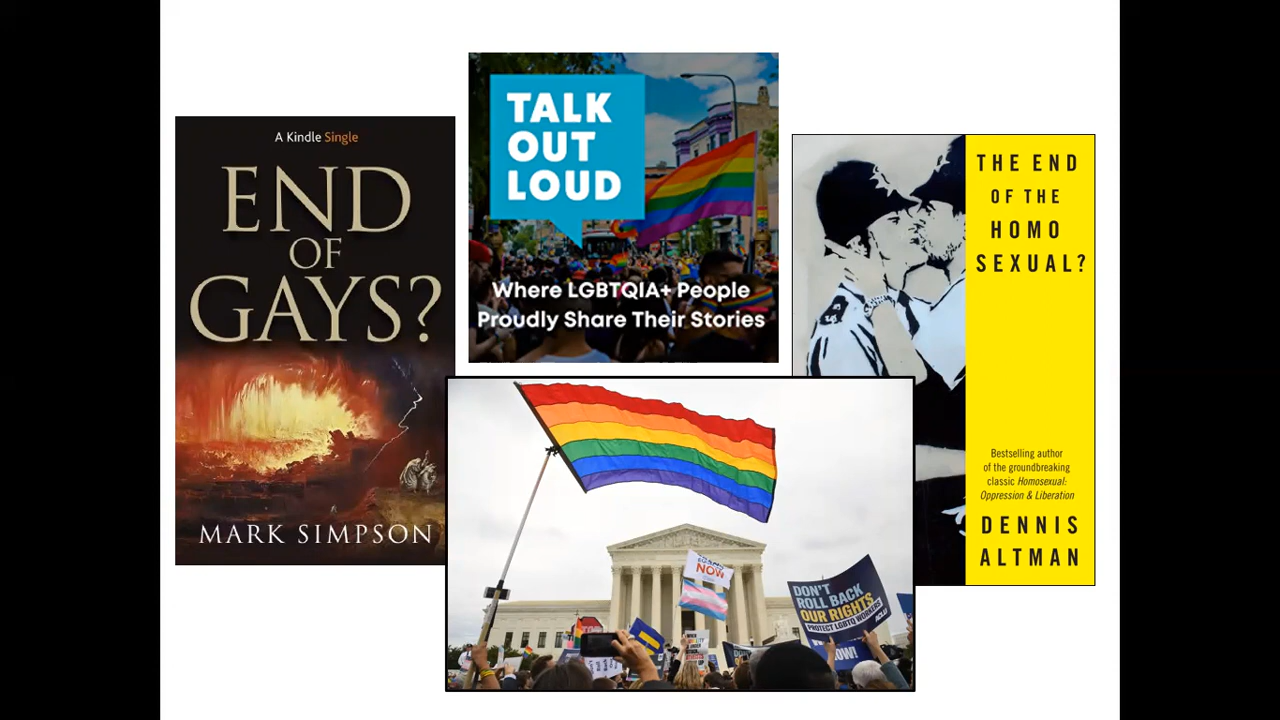 A Kindle Single
END
OF
GAYS?
MARK SIMPSON
TALK
OUT
LOUD
Where LGBTQIA+ People
Proudly Share Their Stories
THE END
OF THE
HOMO
SEXUAL?
Bestselling author
of the groundbreaking
classic Homosexual:
Oppression & Liberation
DENNIS
ALTMAN
NOW
DON'T
ROLL BACK
OUR RIGHTS
PROTECT LGBTQ WORKERS
ACLU